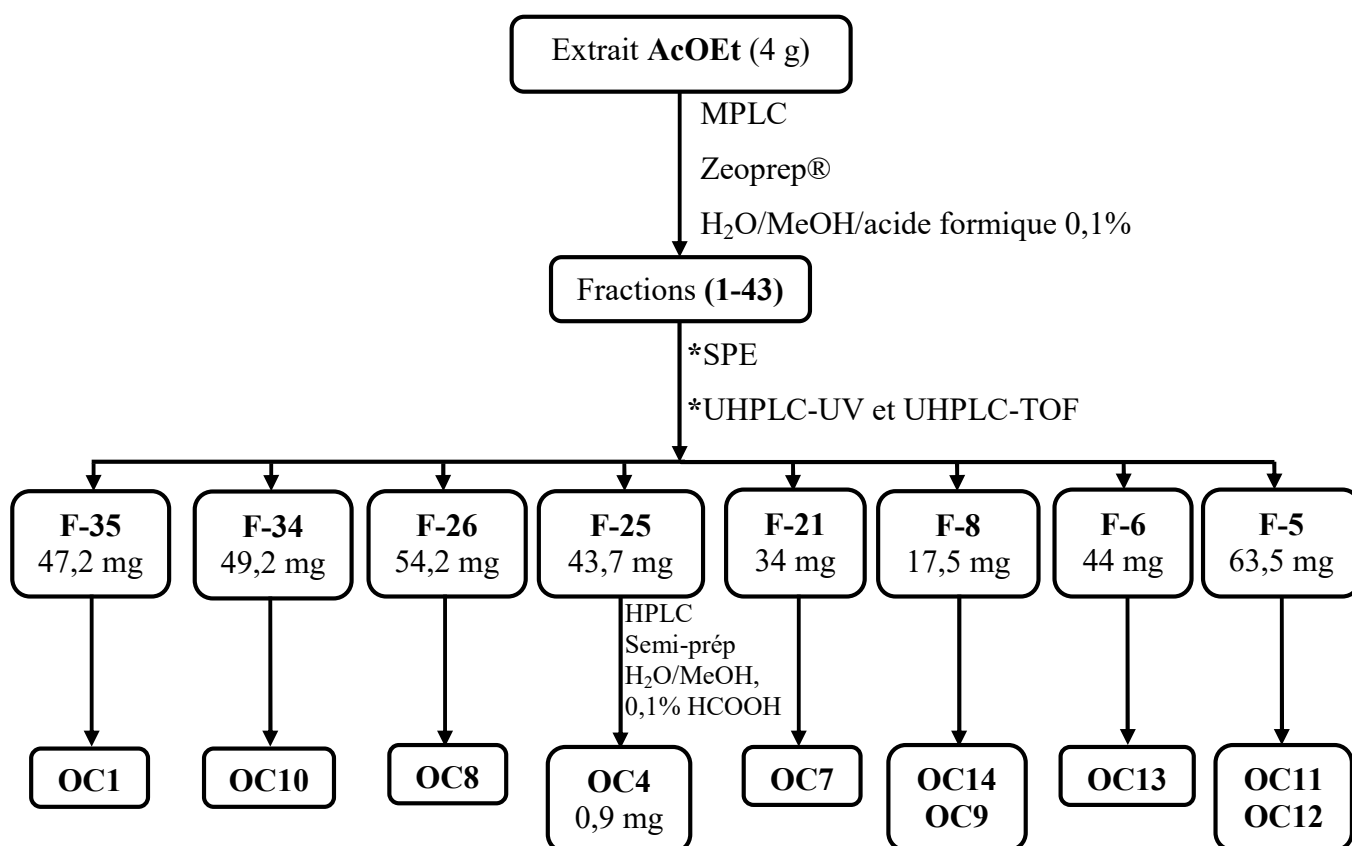 Extrait AcOEt (4 g)
MPLC
Zeoprep®
H₂O/MeOH/acide formique 0,1%
Fractions (1-43)
*SPE
*UHPLC-UV et UHPLC-TOF
F-35
47,2 mg
F-34
49,2 mg
F-26
54,2 mg
F-25
43,7 mg
F-21
34 mg
F-8
17,5 mg
F-6
44 mg
F-5
63,5 mg
HPLC
Semi-prép
H₂O/MeOH,
0,1% HCOOH
OC1
OC10
OC8
OC4
0,9 mg
OC7
OC14
OC9
OC13
OC11
OC12